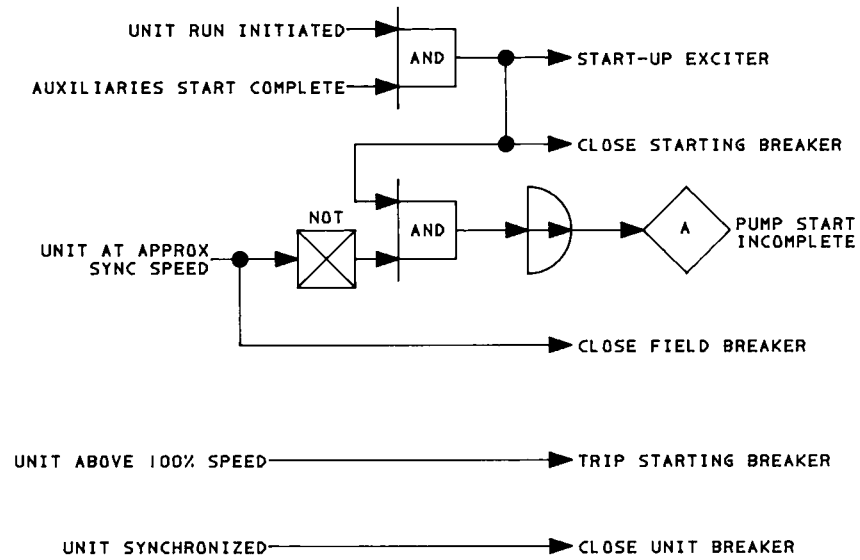 UNIT RUN INITIATED
AND
START-UP EXCITER
AUXILIARIES START COMPLETE
CLOSE STARTING BREAKER
NOT
AND
A
PUMP START
INCOMPLETE
UNIT AT APPROX
SYNC SPEED
CLOSE FIELD BREAKER
UNIT ABOVE 100% SPEED
TRIP STARTING BREAKER
UNIT SYNCHRONIZED
CLOSE UNIT BREAKER